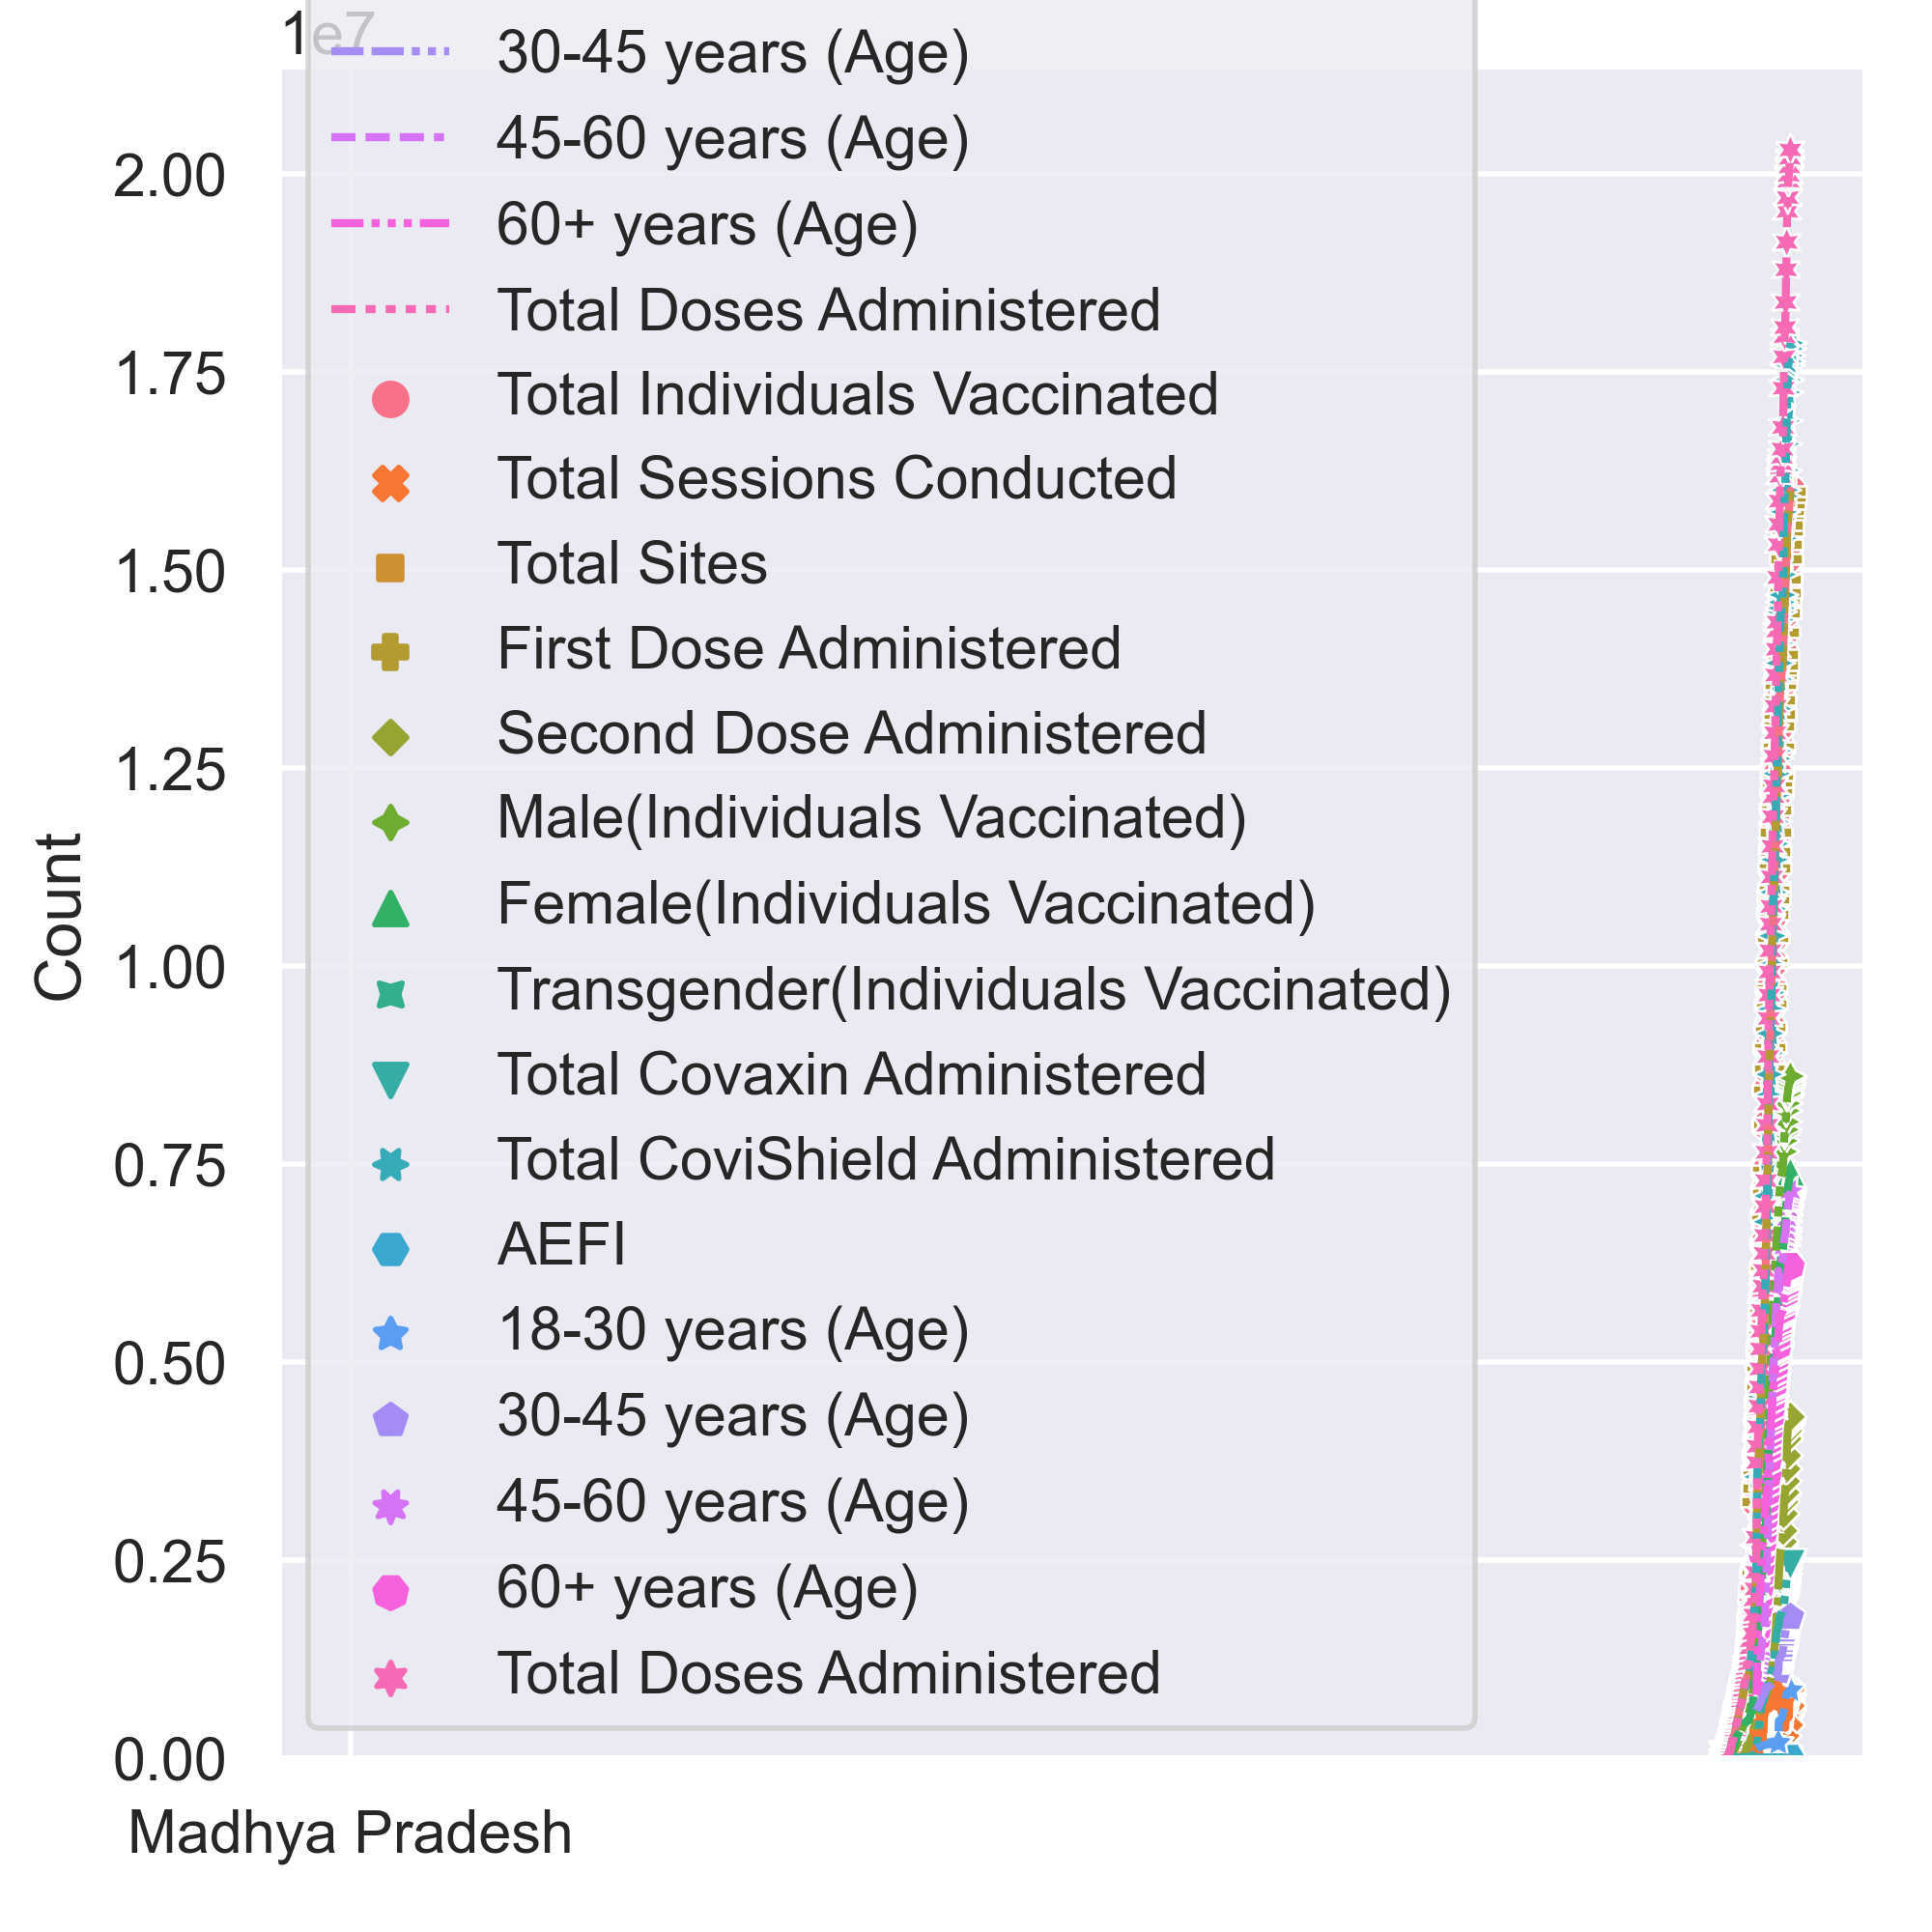 1e7
30-45 years (Age)
45-60 years (Age)
60+ years (Age)
Total Doses Administered
Total Individuals Vaccinated
Total Sessions Conducted
Total Sites
First Dose Administered
Second Dose Administered
Male(Individuals Vaccinated)
Female(Individuals Vaccinated)
Transgender(Individuals Vaccinated)
Total Covaxin Administered
Total CoviShield Administered
AEFI
18-30 years (Age)
30-45 years (Age)
45-60 years (Age)
60+ years (Age)
Total Doses Administered
2.00
1.75
1.50
1.25
1.00
0.75
0.50
0.25
0.00
Count
Madhya Pradesh